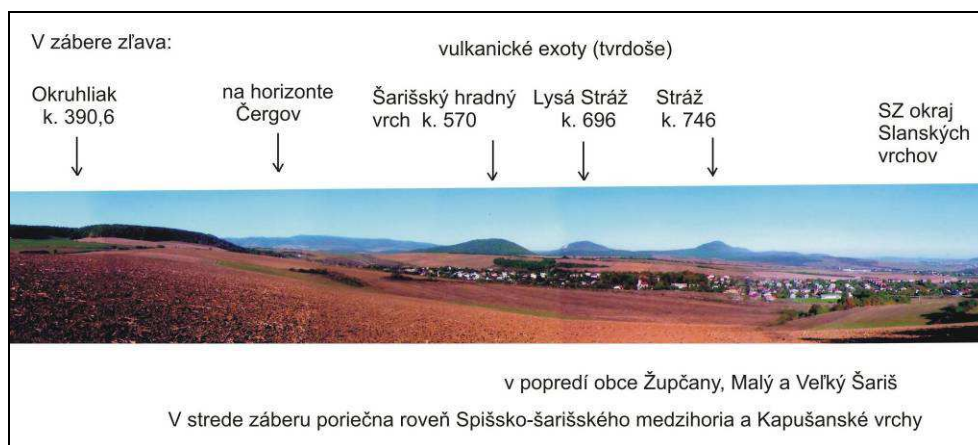 V zábere zľava:
vulkanické exoty (tvrdoše)
Okruhliak
k. 390,6
na horizonte
Čergov
Šarišský hradný
vrch k. 570
Lysá Stráž
k. 696
Stráž
k. 746
SZ okraj
Slanských
vrchov
v popredí obce Župčany, Malý a Veľký Šariš
V strede záberu poriečna roveň Spišsko-šarišského medzihoria a Kapušanské vrchy